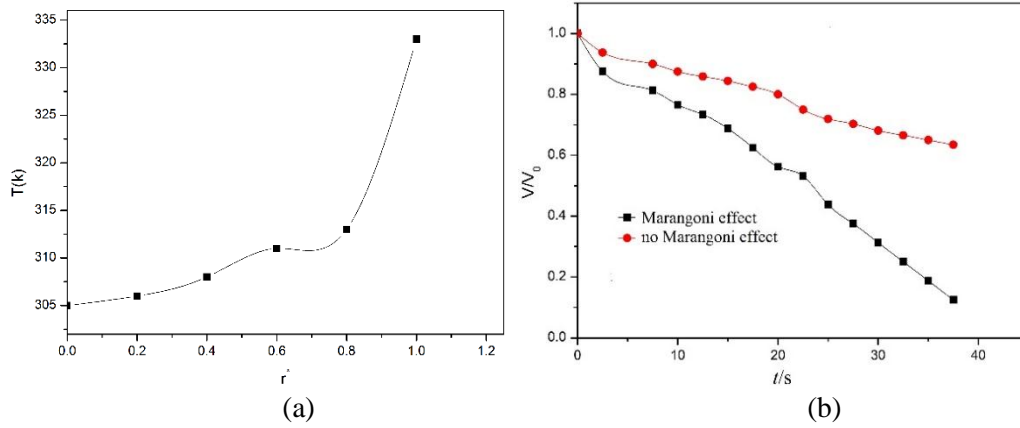 335
330
325
320
315
310
305
T(k)
0.0 0.2 0.4 0.6 0.8 1.0 1.2
r*
(a)
1.0
0.8
0.6
0.4
0.2
0.0
V/V0
Marangoni effect
no Marangoni effect
0 10 20 30 40
t/s
(b)